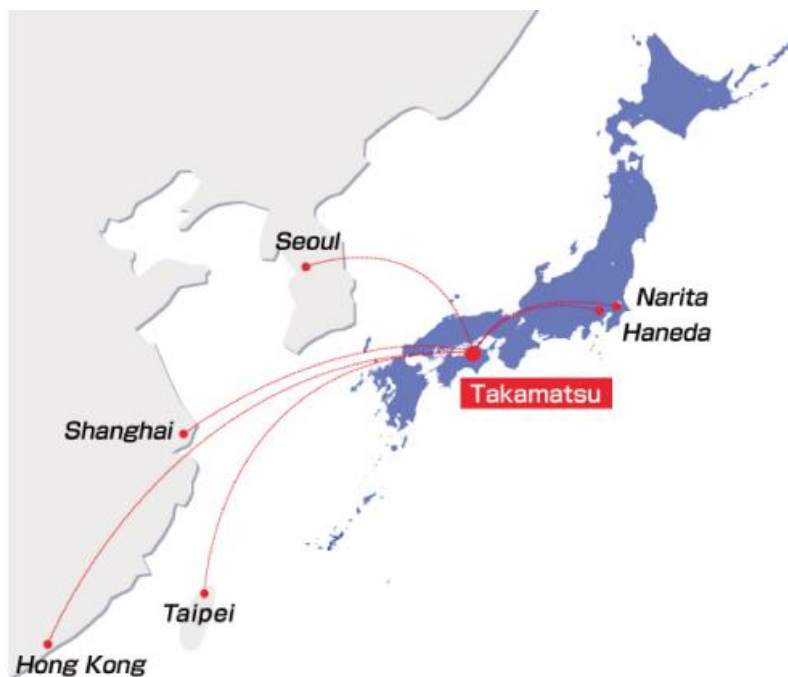 Seoul
Narita
Haneda
Takamatsu
Shanghai
Taipei
Hong Kong